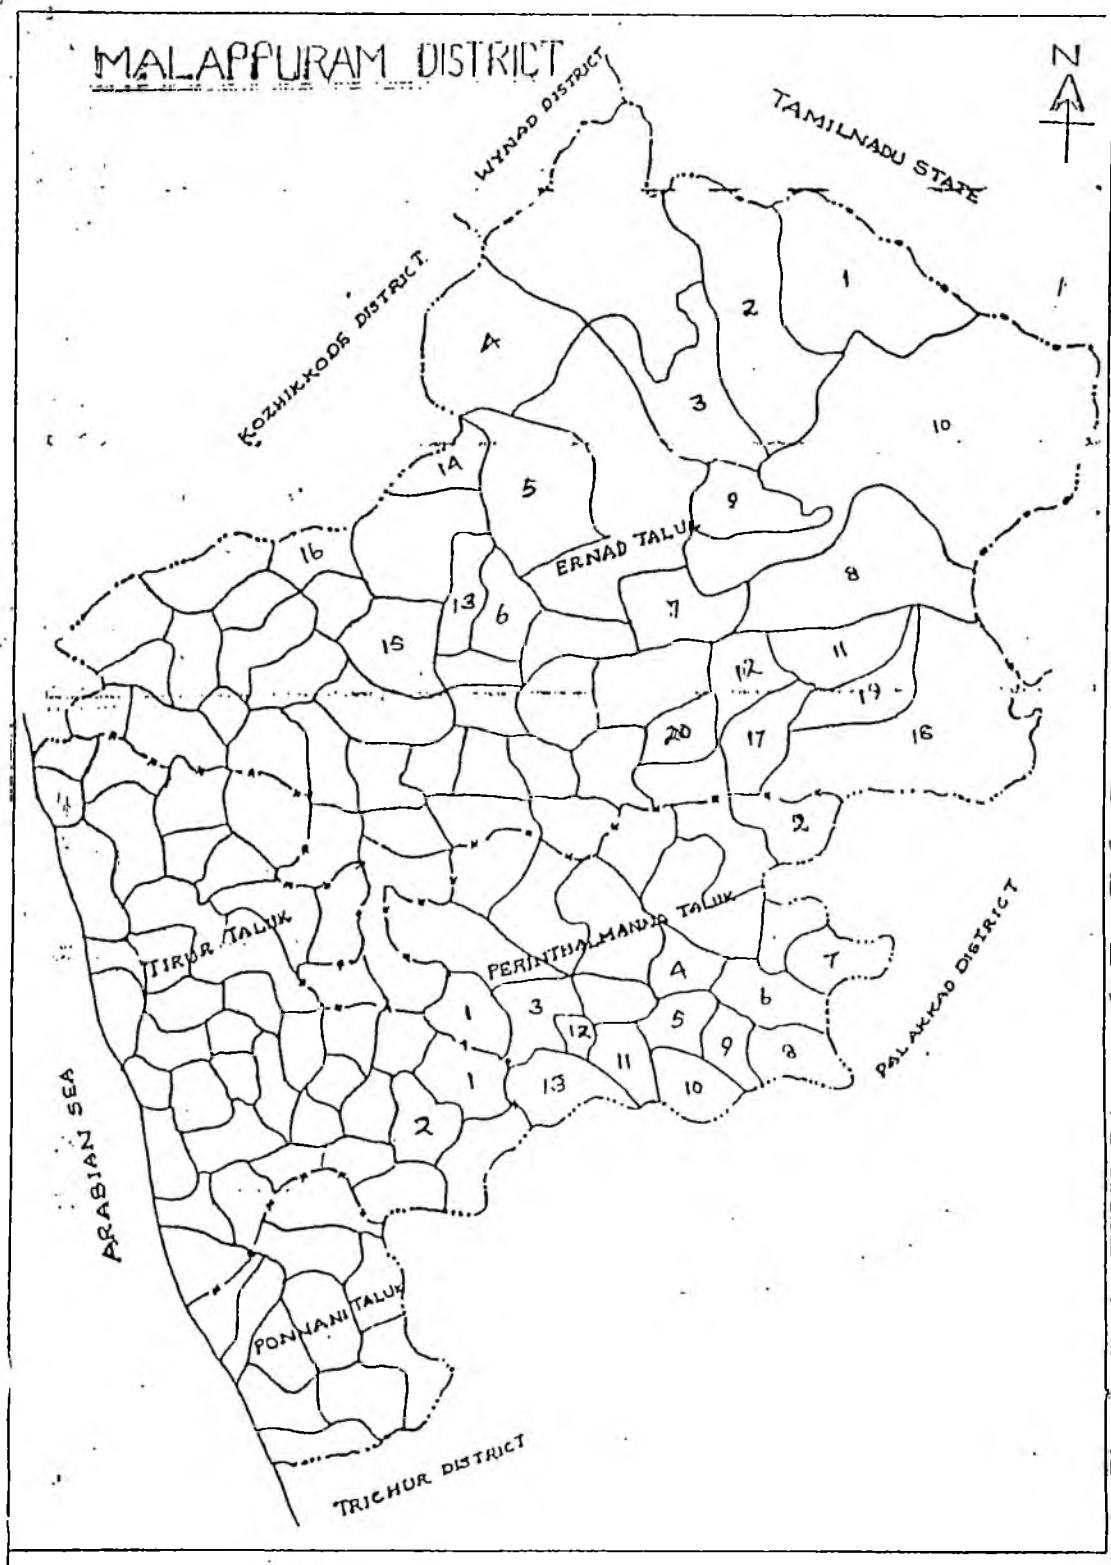 MALAPPURAM DISTRICT
N
WYNAD DISTRICT
TAMILNADU STATE
KOZHIKKODE DISTRICT
1
2
4
3
10
14
5
9
ERNAD TALUK
16
8
13
6
7
15
12
11
19
20
17
18
2
TIRUR TALUK
PERINTHALMANNA TALUK
7
4
6
PALAKKAD DISTRICT
1
3
12
5
9
8
11
1
13
10
2
ARABIAN SEA
PONNANI TALUK
TRICHUR DISTRICT